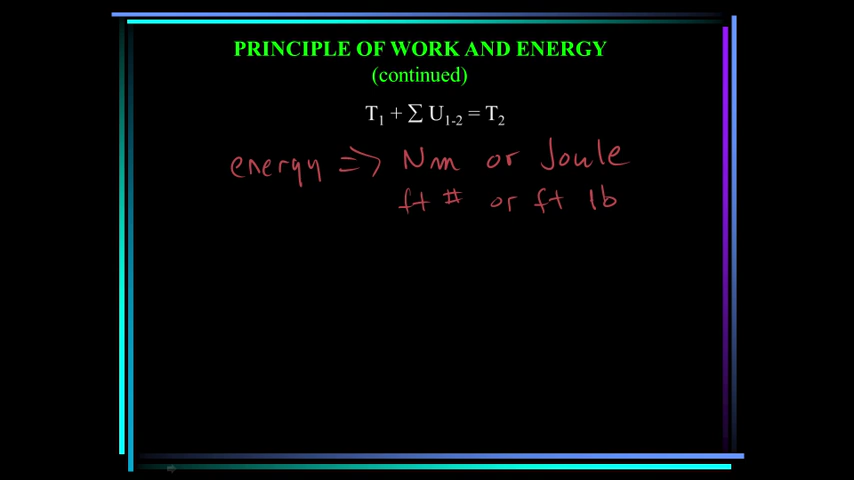 PRINCIPLE OF WORK AND ENERGY
(continued)
T₁ + ∑ U₁₋₂ = T₂
energy ⇒ Nm or Joule
ft # or ft lb